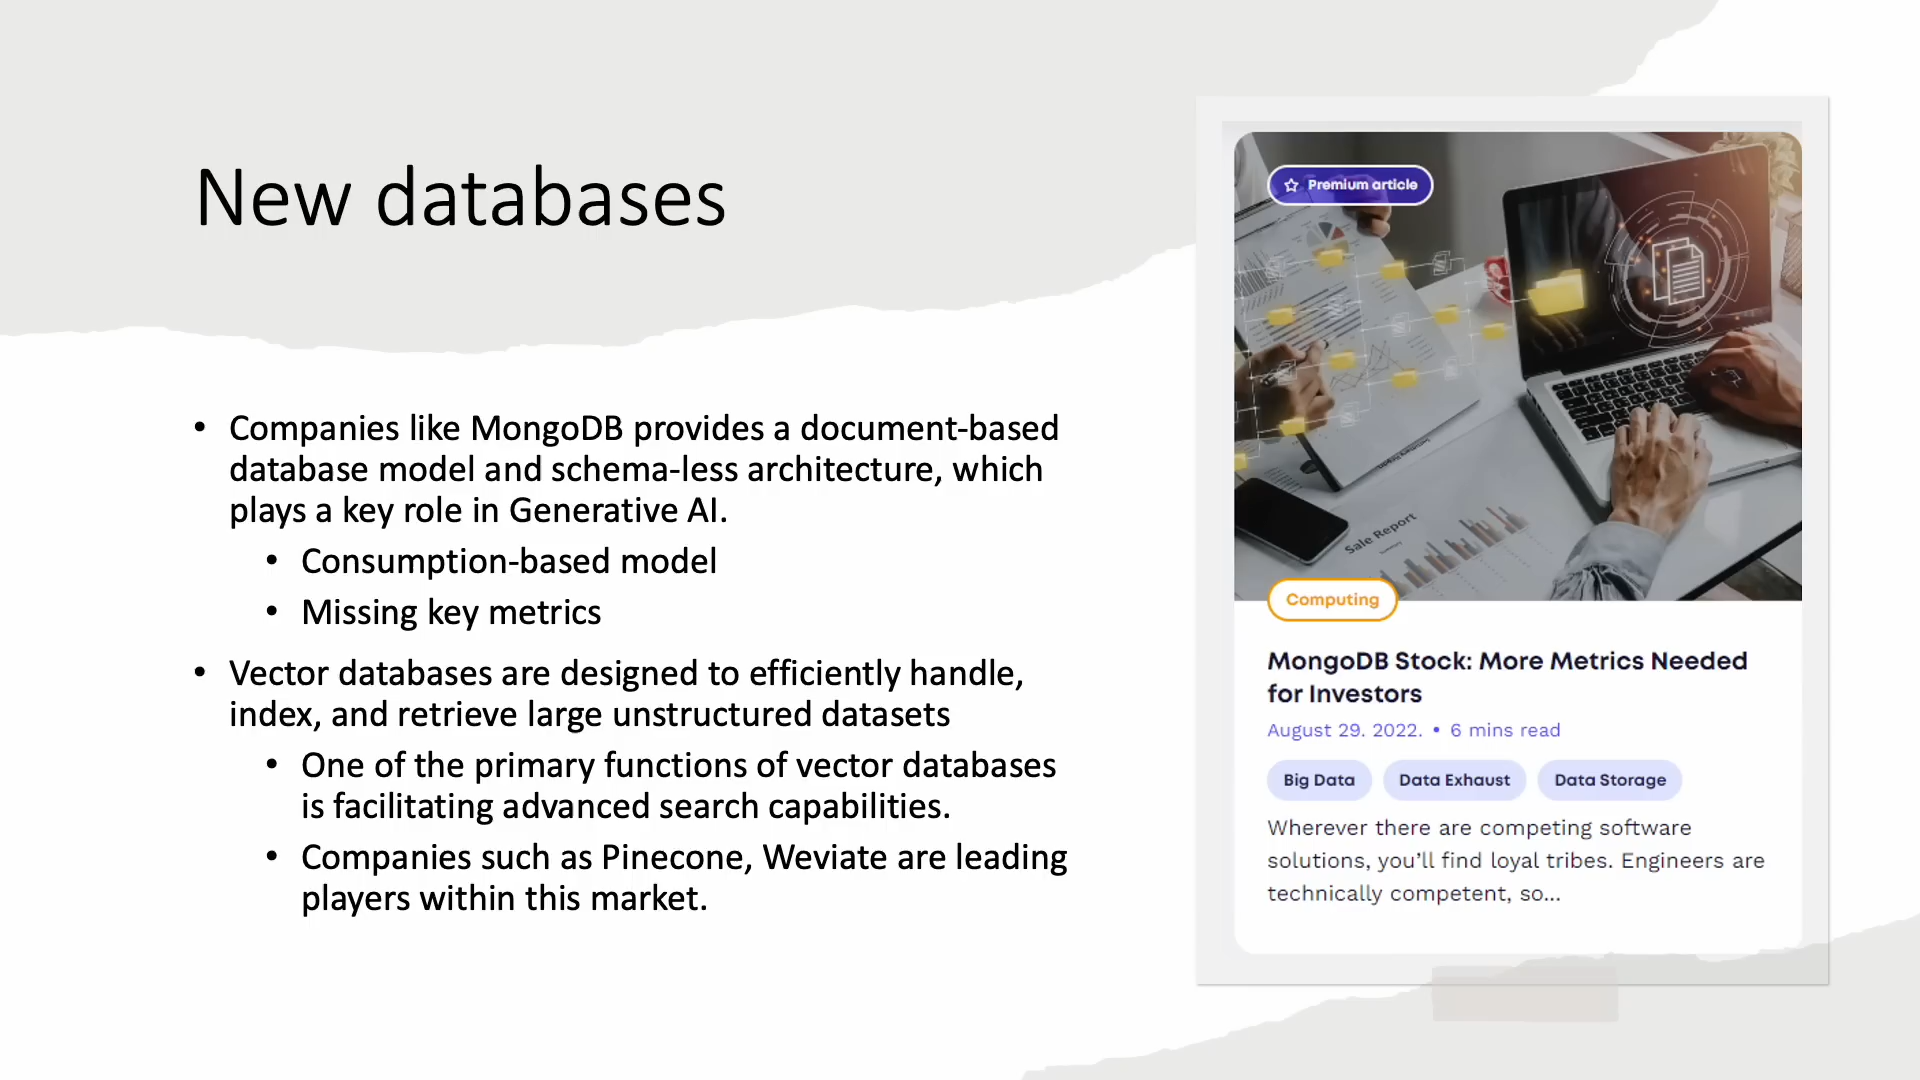 New databases
• Companies like MongoDB provides a document-based
database model and schema-less architecture, which
plays a key role in Generative AI.
• Consumption-based model
• Missing key metrics
• Vector databases are designed to efficiently handle,
index, and retrieve large unstructured datasets
• One of the primary functions of vector databases
is facilitating advanced search capabilities.
• Companies such as Pinecone, Weviate are leading
players within this market.
Premium article
Sale Report
Computing
MongoDB Stock: More Metrics Needed
for Investors
August 29. 2022. • 6 mins read
Big Data Data Exhaust Data Storage
Wherever there are competing software
solutions, you’ll find loyal tribes. Engineers are
technically competent, so...